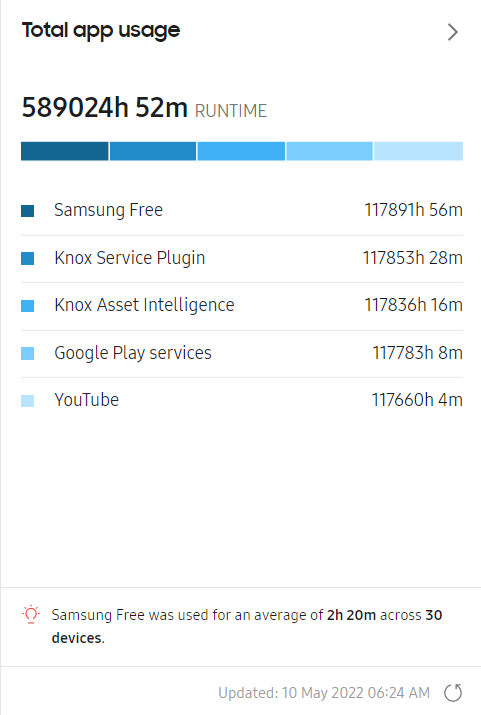 Total app usage
589024h 52m RUNTIME
Samsung Free 117891h 56m
Knox Service Plugin 117853h 28m
Knox Asset Intelligence 117836h 16m
Google Play services 117783h 8m
YouTube 117660h 4m
Samsung Free was used for an average of 2h 20m across 30
devices.
Updated: 10 May 2022 06:24 AM